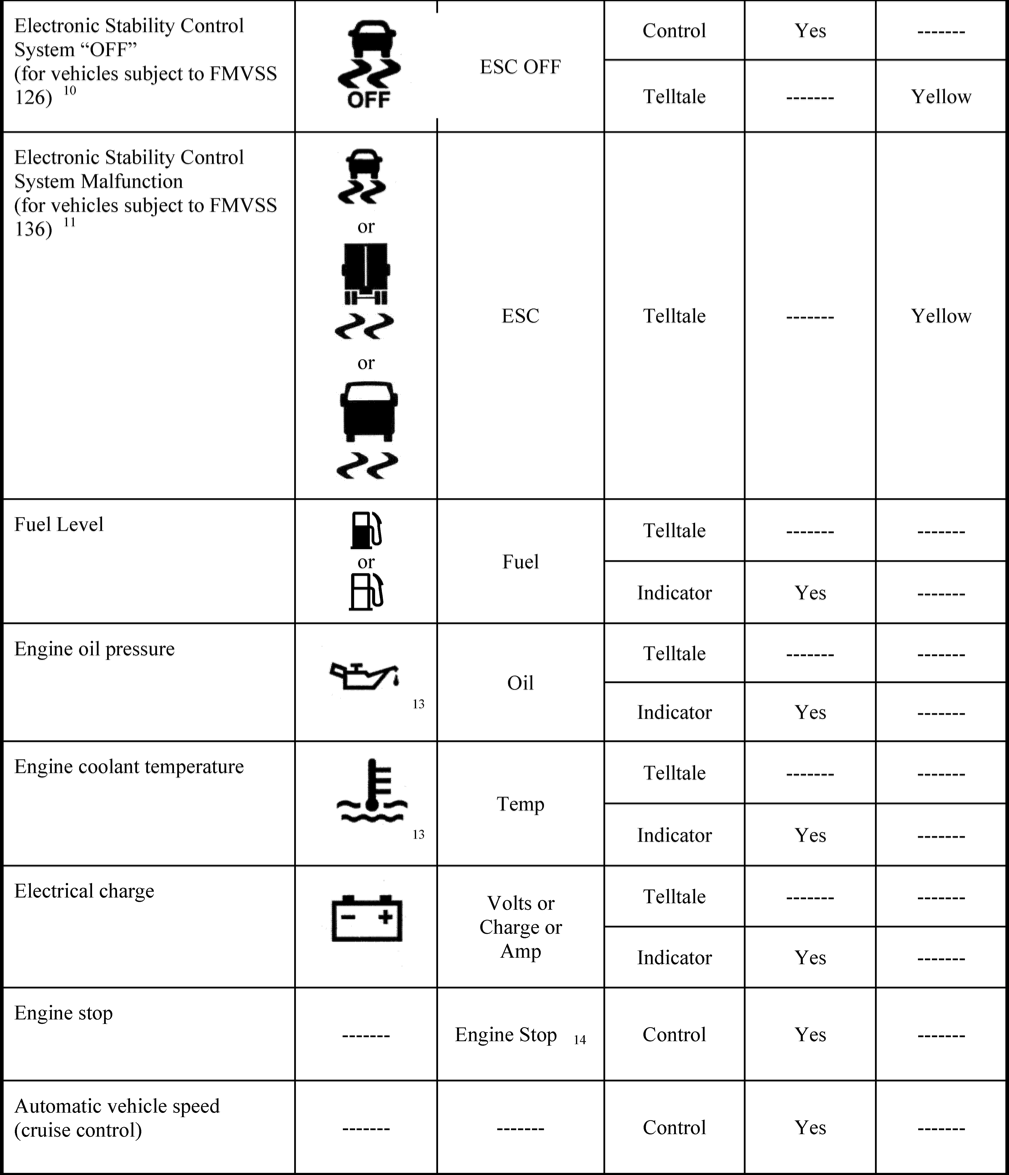 Electronic Stability Control
System “OFF”
(for vehicles subject to FMVSS
126) 10
OFF
ESC OFF
Control
Yes
-------
Telltale
-------
Yellow
Electronic Stability Control
System Malfunction
(for vehicles subject to FMVSS
136) 11
or
or
ESC
Telltale
-------
Yellow
Fuel Level
or
Fuel
Telltale
-------
-------
Indicator
Yes
-------
Engine oil pressure
13
Oil
Telltale
-------
-------
Indicator
Yes
-------
Engine coolant temperature
13
Temp
Telltale
-------
-------
Indicator
Yes
-------
Electrical charge
Volts or
Charge or
Amp
Telltale
-------
-------
Indicator
Yes
-------
Engine stop
-------
Engine Stop 14
Control
Yes
-------
Automatic vehicle speed
(cruise control)
-------
-------
Control
Yes
-------